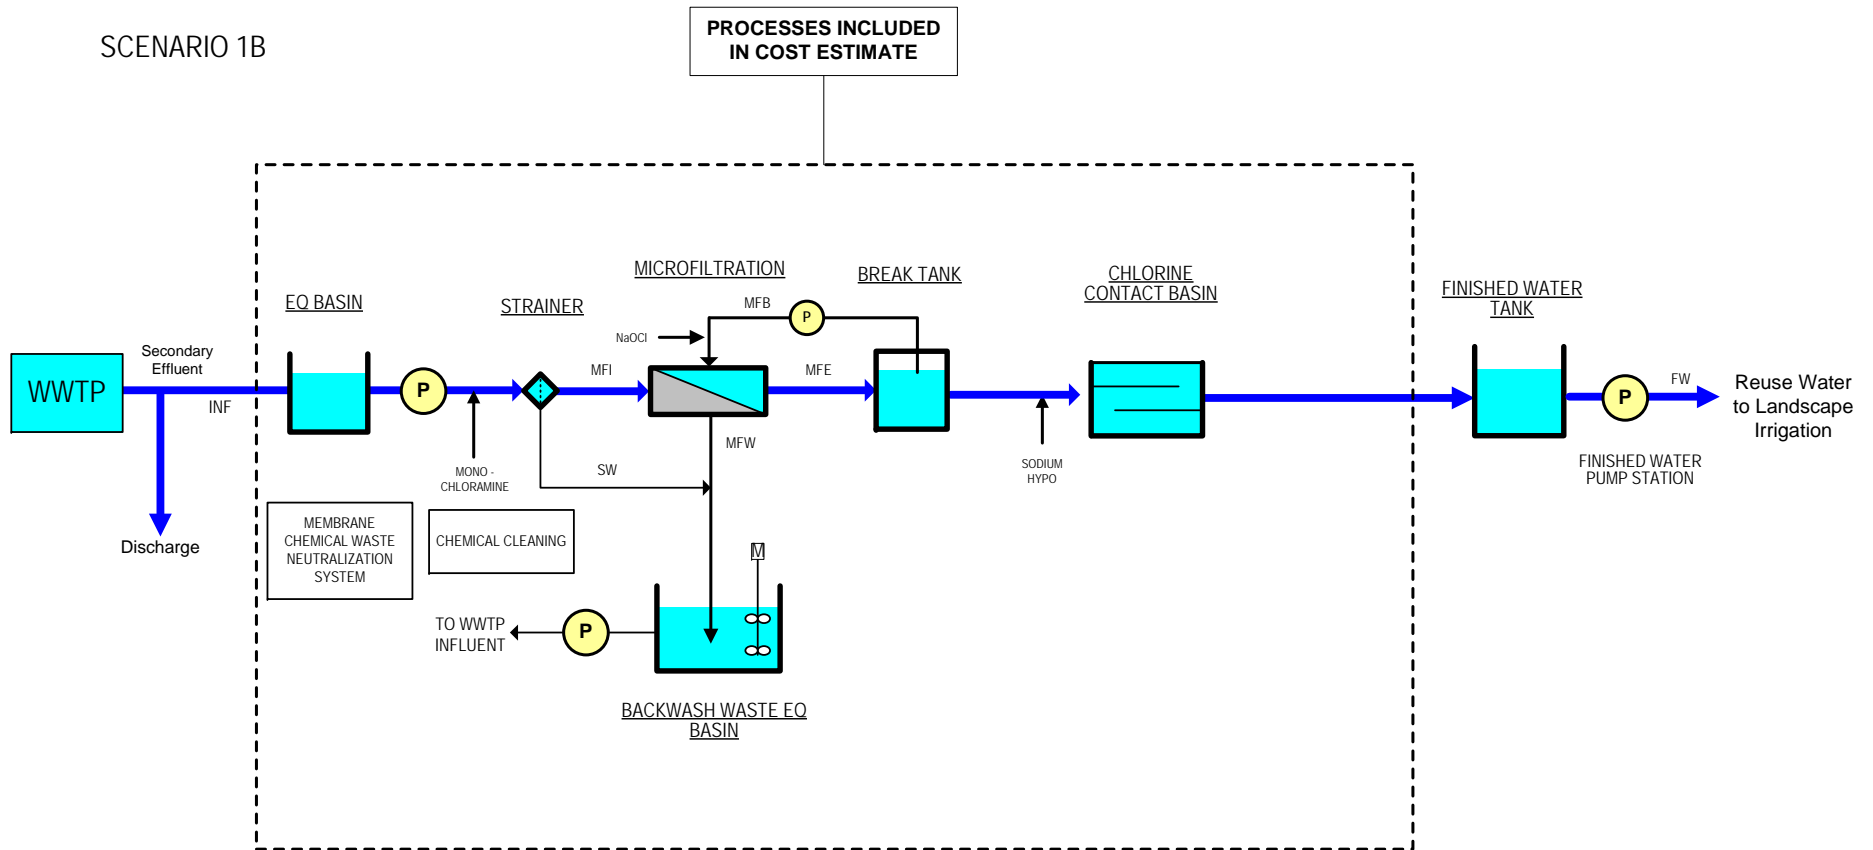 SCENARIO 1B
PROCESSES INCLUDED
IN COST ESTIMATE
MICROFILTRATION
BREAK TANK
CHLORINE
CONTACT BASIN
FINISHED WATER
TANK
EQ BASIN
STRAINER
MFB
P
NaOCl
Secondary
Effluent
WWTP
INF
P
MFI
MFE
P
FW
Reuse Water
to Landscape
Irrigation
MFW
MONO -
CHLORAMINE
SW
SODIUM
HYPO
FINISHED WATER
PUMP STATION
Discharge
MEMBRANE
CHEMICAL WASTE
NEUTRALIZATION
SYSTEM
CHEMICAL CLEANING
M
TO WWTP
INFLUENT
P
BACKWASH WASTE EQ
BASIN